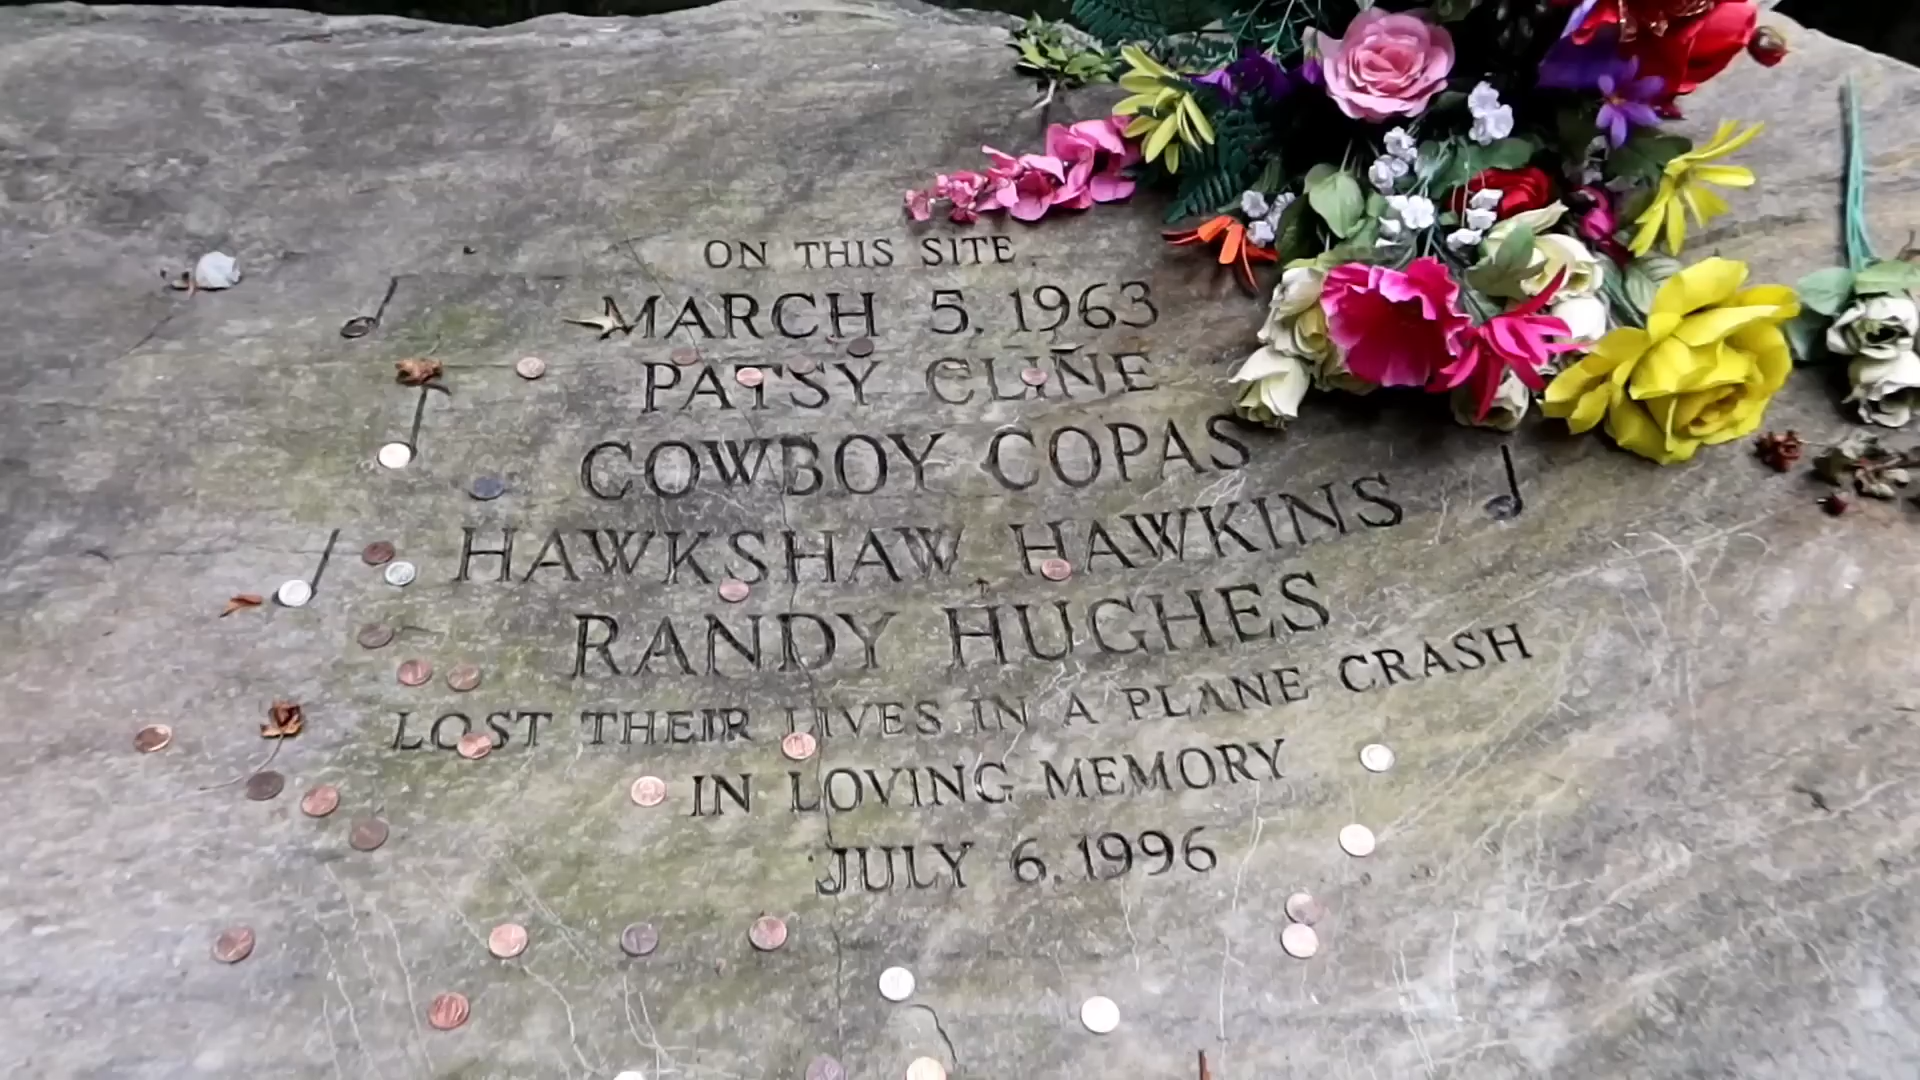 ON THIS SITE
MARCH 5, 1963
PATSY CLINE
COWBOY COPAS
HAWKSHAW HAWKINS
RANDY HUGHES
LOST THEIR LIVES IN A PLANE CRASH
IN LOVING MEMORY
JULY 6, 1996